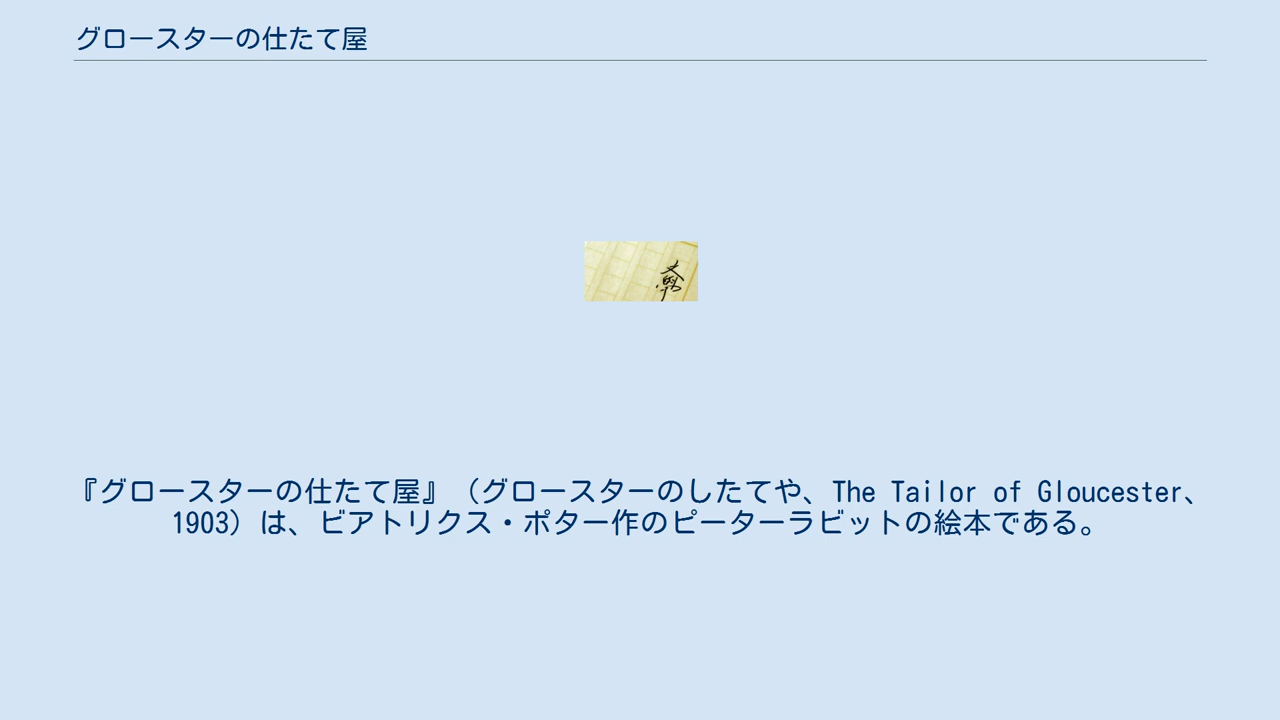 グロースターの仕たて屋
『グロースターの仕たて屋』（グロースターのしたてや、The Tailor of Gloucester、
1903）は、ビアトリクス・ポター作のピーターラビットの絵本である。